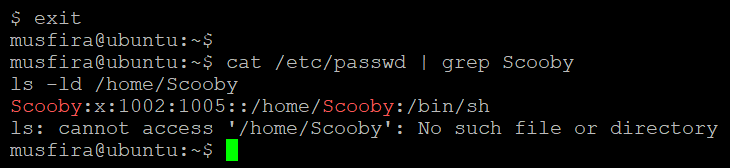 $ exit
musfira@ubuntu:~$
musfira@ubuntu:~$ cat /etc/passwd | grep Scooby
ls -ld /home/Scooby
Scooby:x:1002:1005::/home/Scooby:/bin/sh
ls: cannot access '/home/Scooby': No such file or directory
musfira@ubuntu:~$